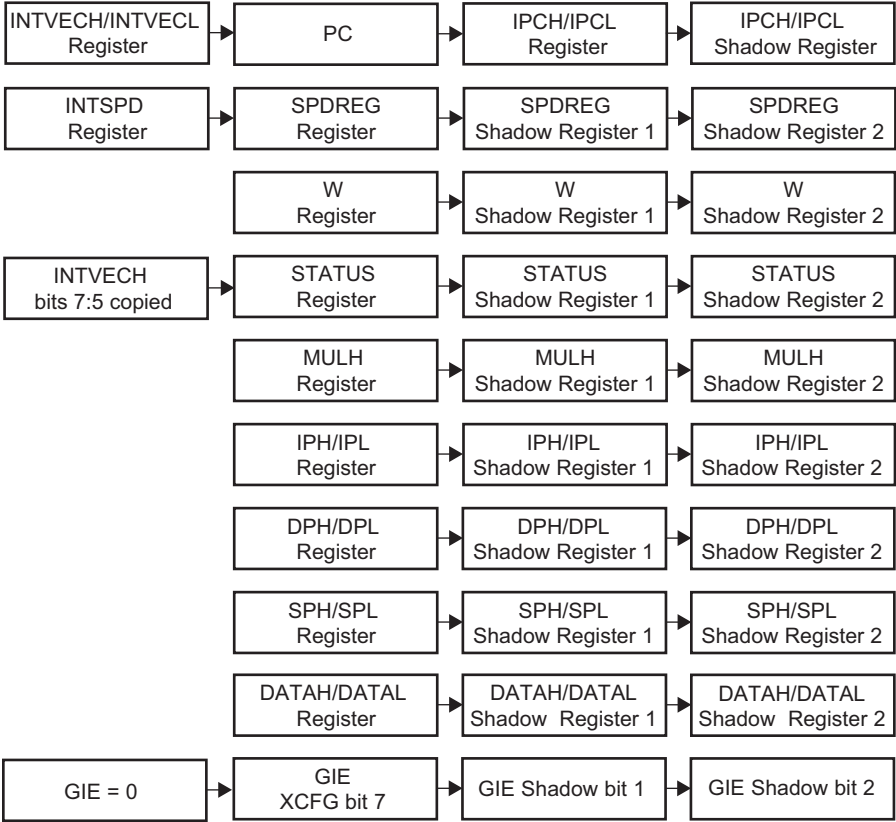 INTVECH/INTVECL
Register
PC
IPCH/IPCL
Register
IPCH/IPCL
Shadow Register
INTSPD
Register
SPDREG
Register
SPDREG
Shadow Register 1
SPDREG
Shadow Register 2
W
Register
W
Shadow Register 1
W
Shadow Register 2
INTVECH
bits 7:5 copied
STATUS
Register
STATUS
Shadow Register 1
STATUS
Shadow Register 2
MULH
Register
MULH
Shadow Register 1
MULH
Shadow Register 2
IPH/IPL
Register
IPH/IPL
Shadow Register 1
IPH/IPL
Shadow Register 2
DPH/DPL
Register
DPH/DPL
Shadow Register 1
DPH/DPL
Shadow Register 2
SPH/SPL
Register
SPH/SPL
Shadow Register 1
SPH/SPL
Shadow Register 2
DATAH/DATAL
Register
DATAH/DATAL
Shadow Register 1
DATAH/DATAL
Shadow Register 2
GIE = 0
GIE
XCFG bit 7
GIE Shadow bit 1
GIE Shadow bit 2